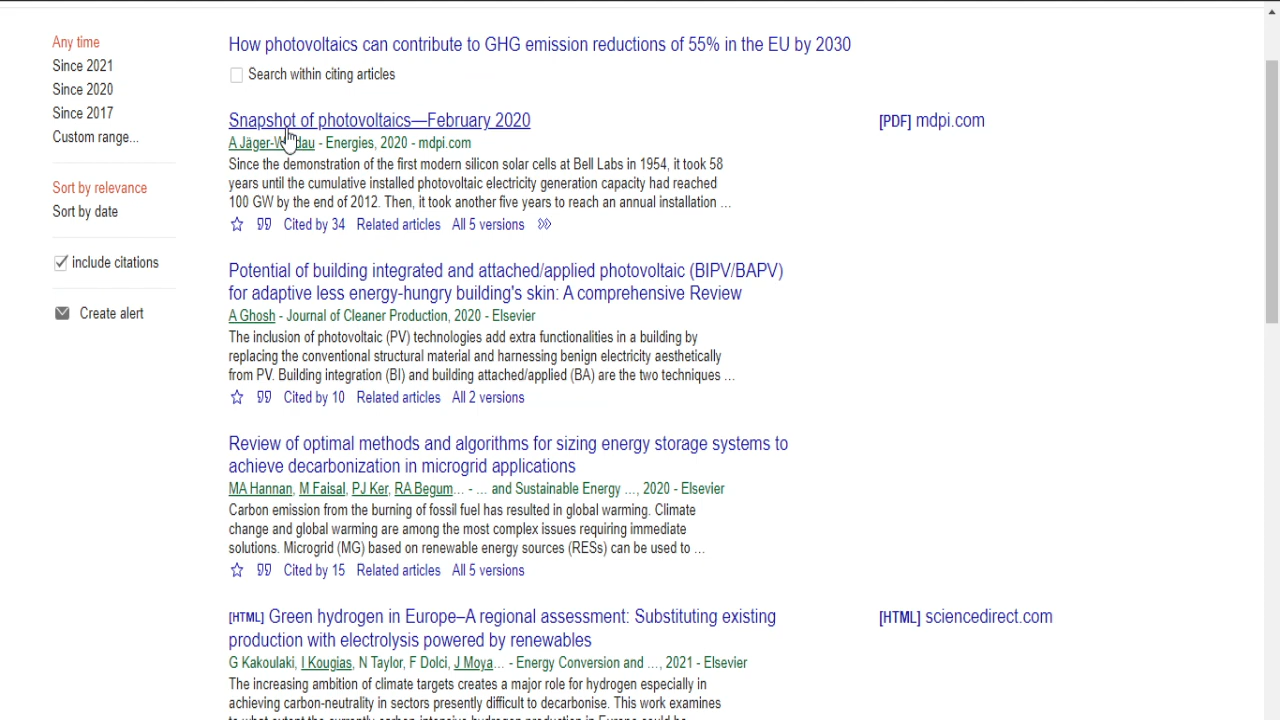 Any time
Since 2021
Since 2020
Since 2017
Custom range...
Sort by relevance
Sort by date
include citations
Create alert
How photovoltaics can contribute to GHG emission reductions of 55% in the EU by 2030
Search within citing articles
Snapshot of photovoltaics—February 2020
[PDF] mdpi.com
A Jäger- - Energies, 2020 - mdpi.com
Since the demonstration of the first modern silicon solar cells at Bell Labs in 1954, it took 58
years until the cumulative installed photovoltaic electricity generation capacity had reached
100 GW by the end of 2012. Then, it took another five years to reach an annual installation ...
Cited by 34 Related articles All 5 versions
Potential of building integrated and attached/applied photovoltaic (BIPV/BAPV)
for adaptive less energy-hungry building's skin: A comprehensive Review
A Ghosh - Journal of Cleaner Production, 2020 - Elsevier
The inclusion of photovoltaic (PV) technologies add extra functionalities in a building by
replacing the conventional structural material and harnessing benign electricity aesthetically
from PV. Building integration (BI) and building attached/applied (BA) are the two techniques ...
Cited by 10 Related articles All 2 versions
Review of optimal methods and algorithms for sizing energy storage systems to
achieve decarbonization in microgrid applications
MA Hannan, M Faisal, PJ Ker, RA Begum... - ... and Sustainable Energy ..., 2020 - Elsevier
Carbon emission from the burning of fossil fuel has resulted in global warming. Climate
change and global warming are among the most complex issues requiring immediate
solutions. Microgrid (MG) based on renewable energy sources (RESs) can be used to ...
Cited by 15 Related articles All 5 versions
[HTML] Green hydrogen in Europe–A regional assessment: Substituting existing
production with electrolysis powered by renewables
[HTML] sciencedirect.com
G Kakoulaki, I Kougias, N Taylor, F Dolci, J Moya... - Energy Conversion and ..., 2021 - Elsevier
The increasing ambition of climate targets creates a major role for hydrogen especially in
achieving carbon-neutrality in sectors presently difficult to decarbonise. This work examines